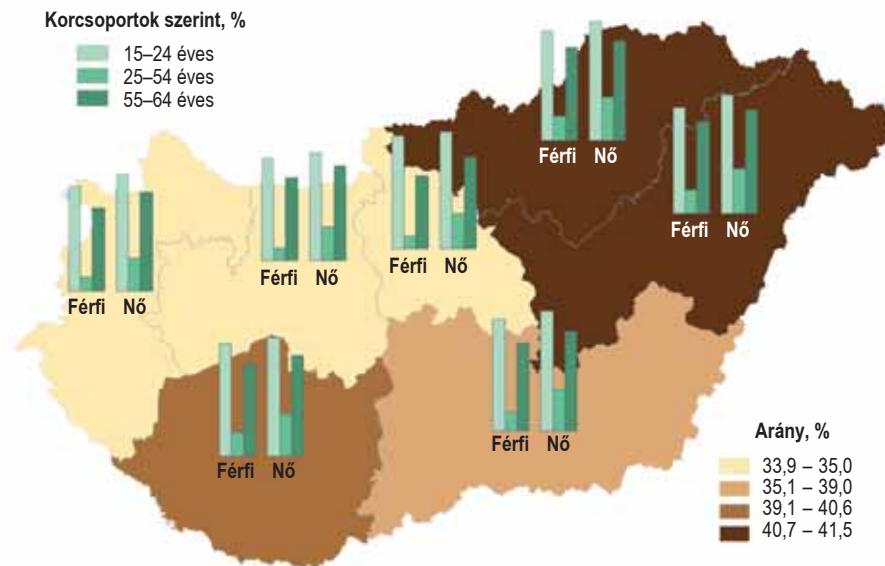 Korcsoportok szerint, %
15–24 éves
25–54 éves
55–64 éves
Férfi Nő
Férfi Nő
Férfi Nő
Férfi Nő
Férfi Nő
Férfi Nő
Férfi Nő
Arány, %
33,9 – 35,0
35,1 – 39,0
39,1 – 40,6
40,7 – 41,5